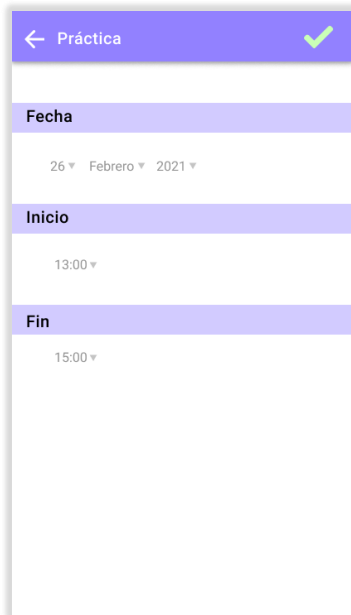 Práctica
Fecha
26 Febrero 2021
Inicio
13:00
Fin
15:00